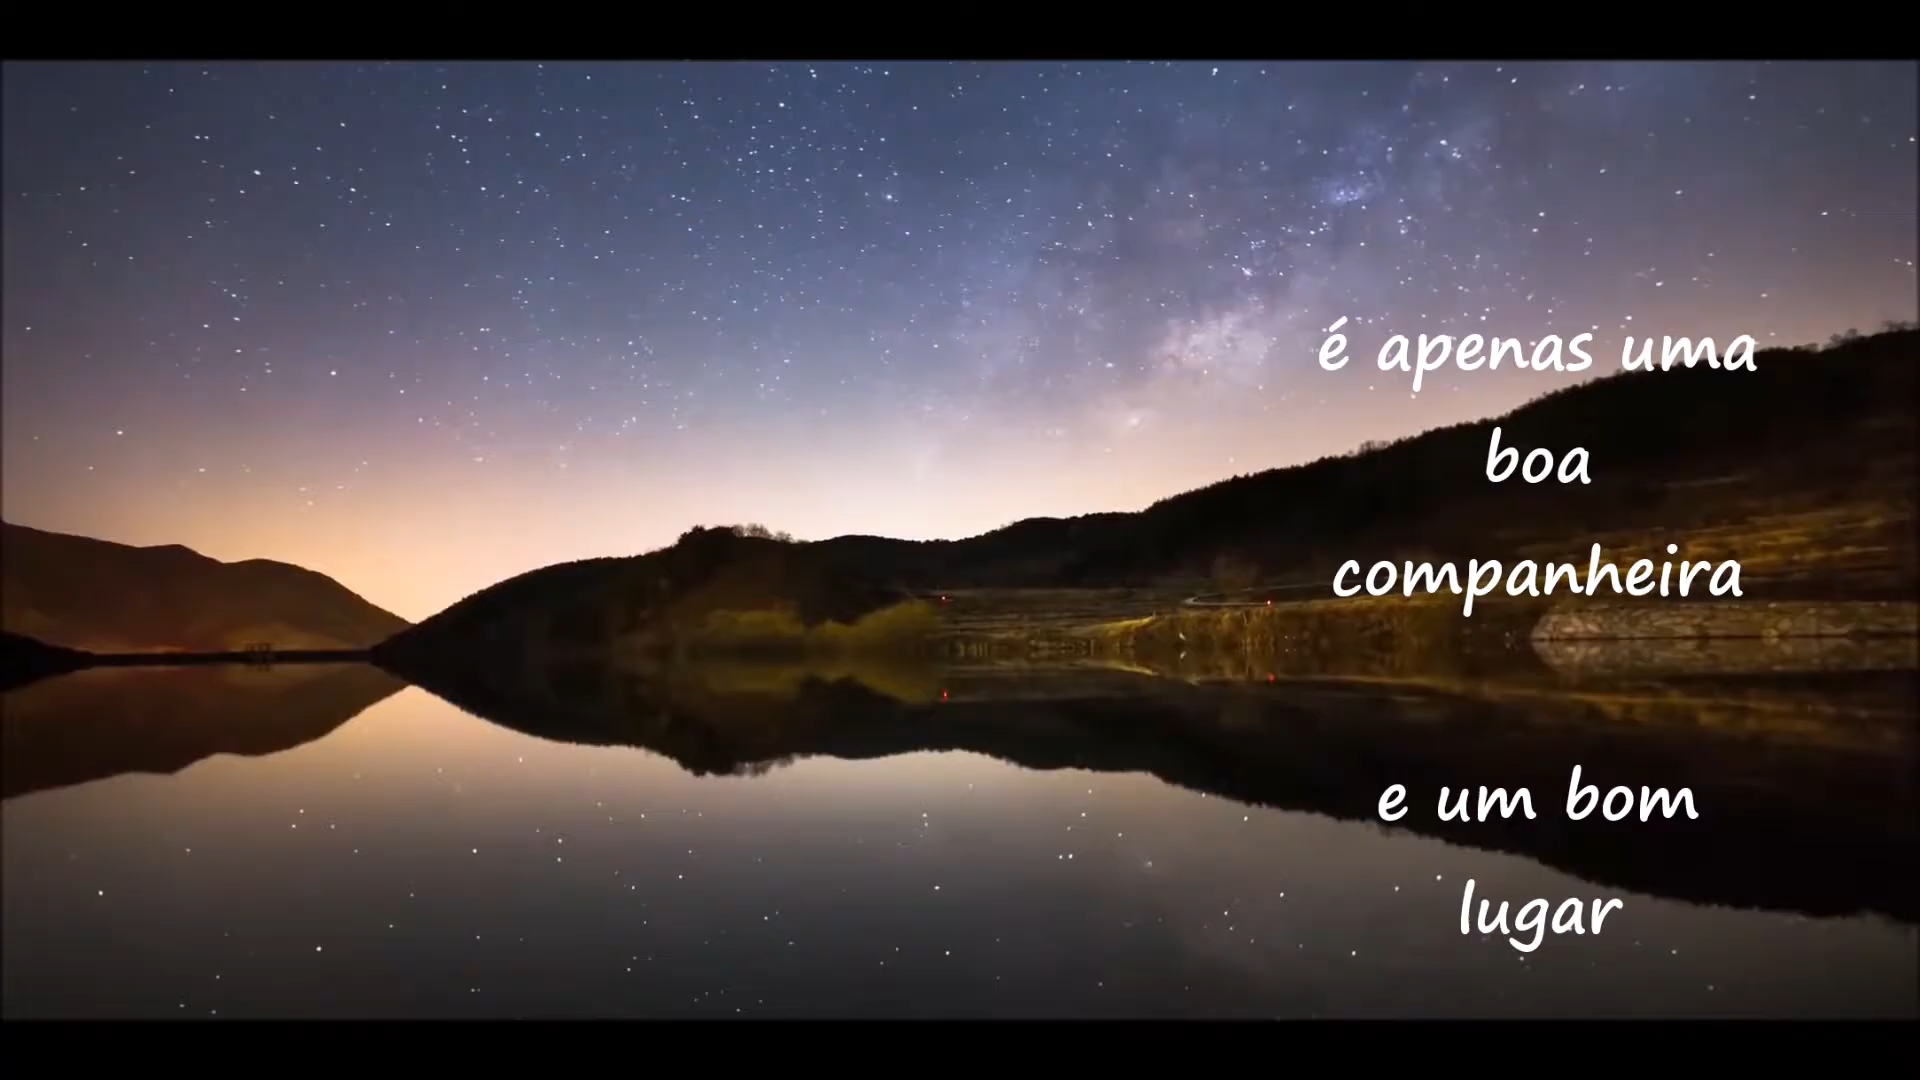 é apenas uma
boa
companheira
e um bom
lugar